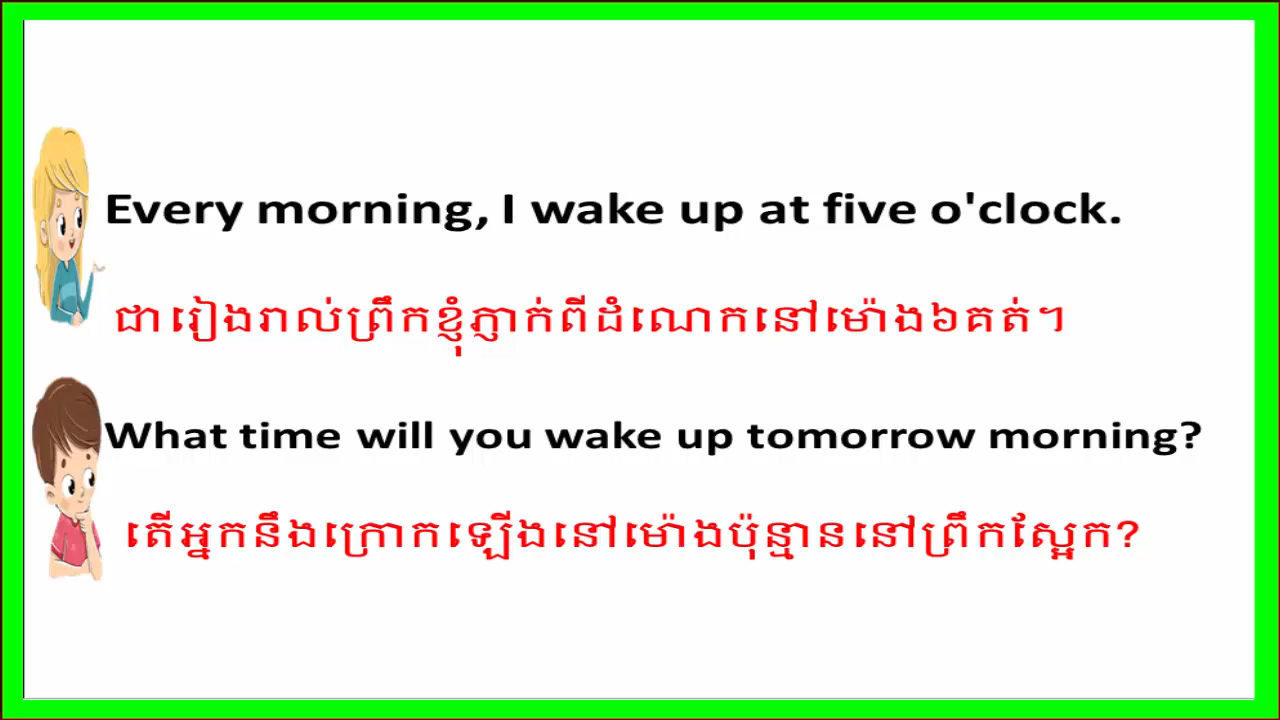 Every morning, I wake up at five o'clock.
ជារៀងរាល់ព្រឹកខ្ញុំភ្ញាក់ពីដំណេកនៅម៉ោង៦គត់។
What time will you wake up tomorrow morning?
តើអ្នកនឹងក្រោកឡើងនៅម៉ោងប៉ុន្មាននៅព្រឹកស្អែក?